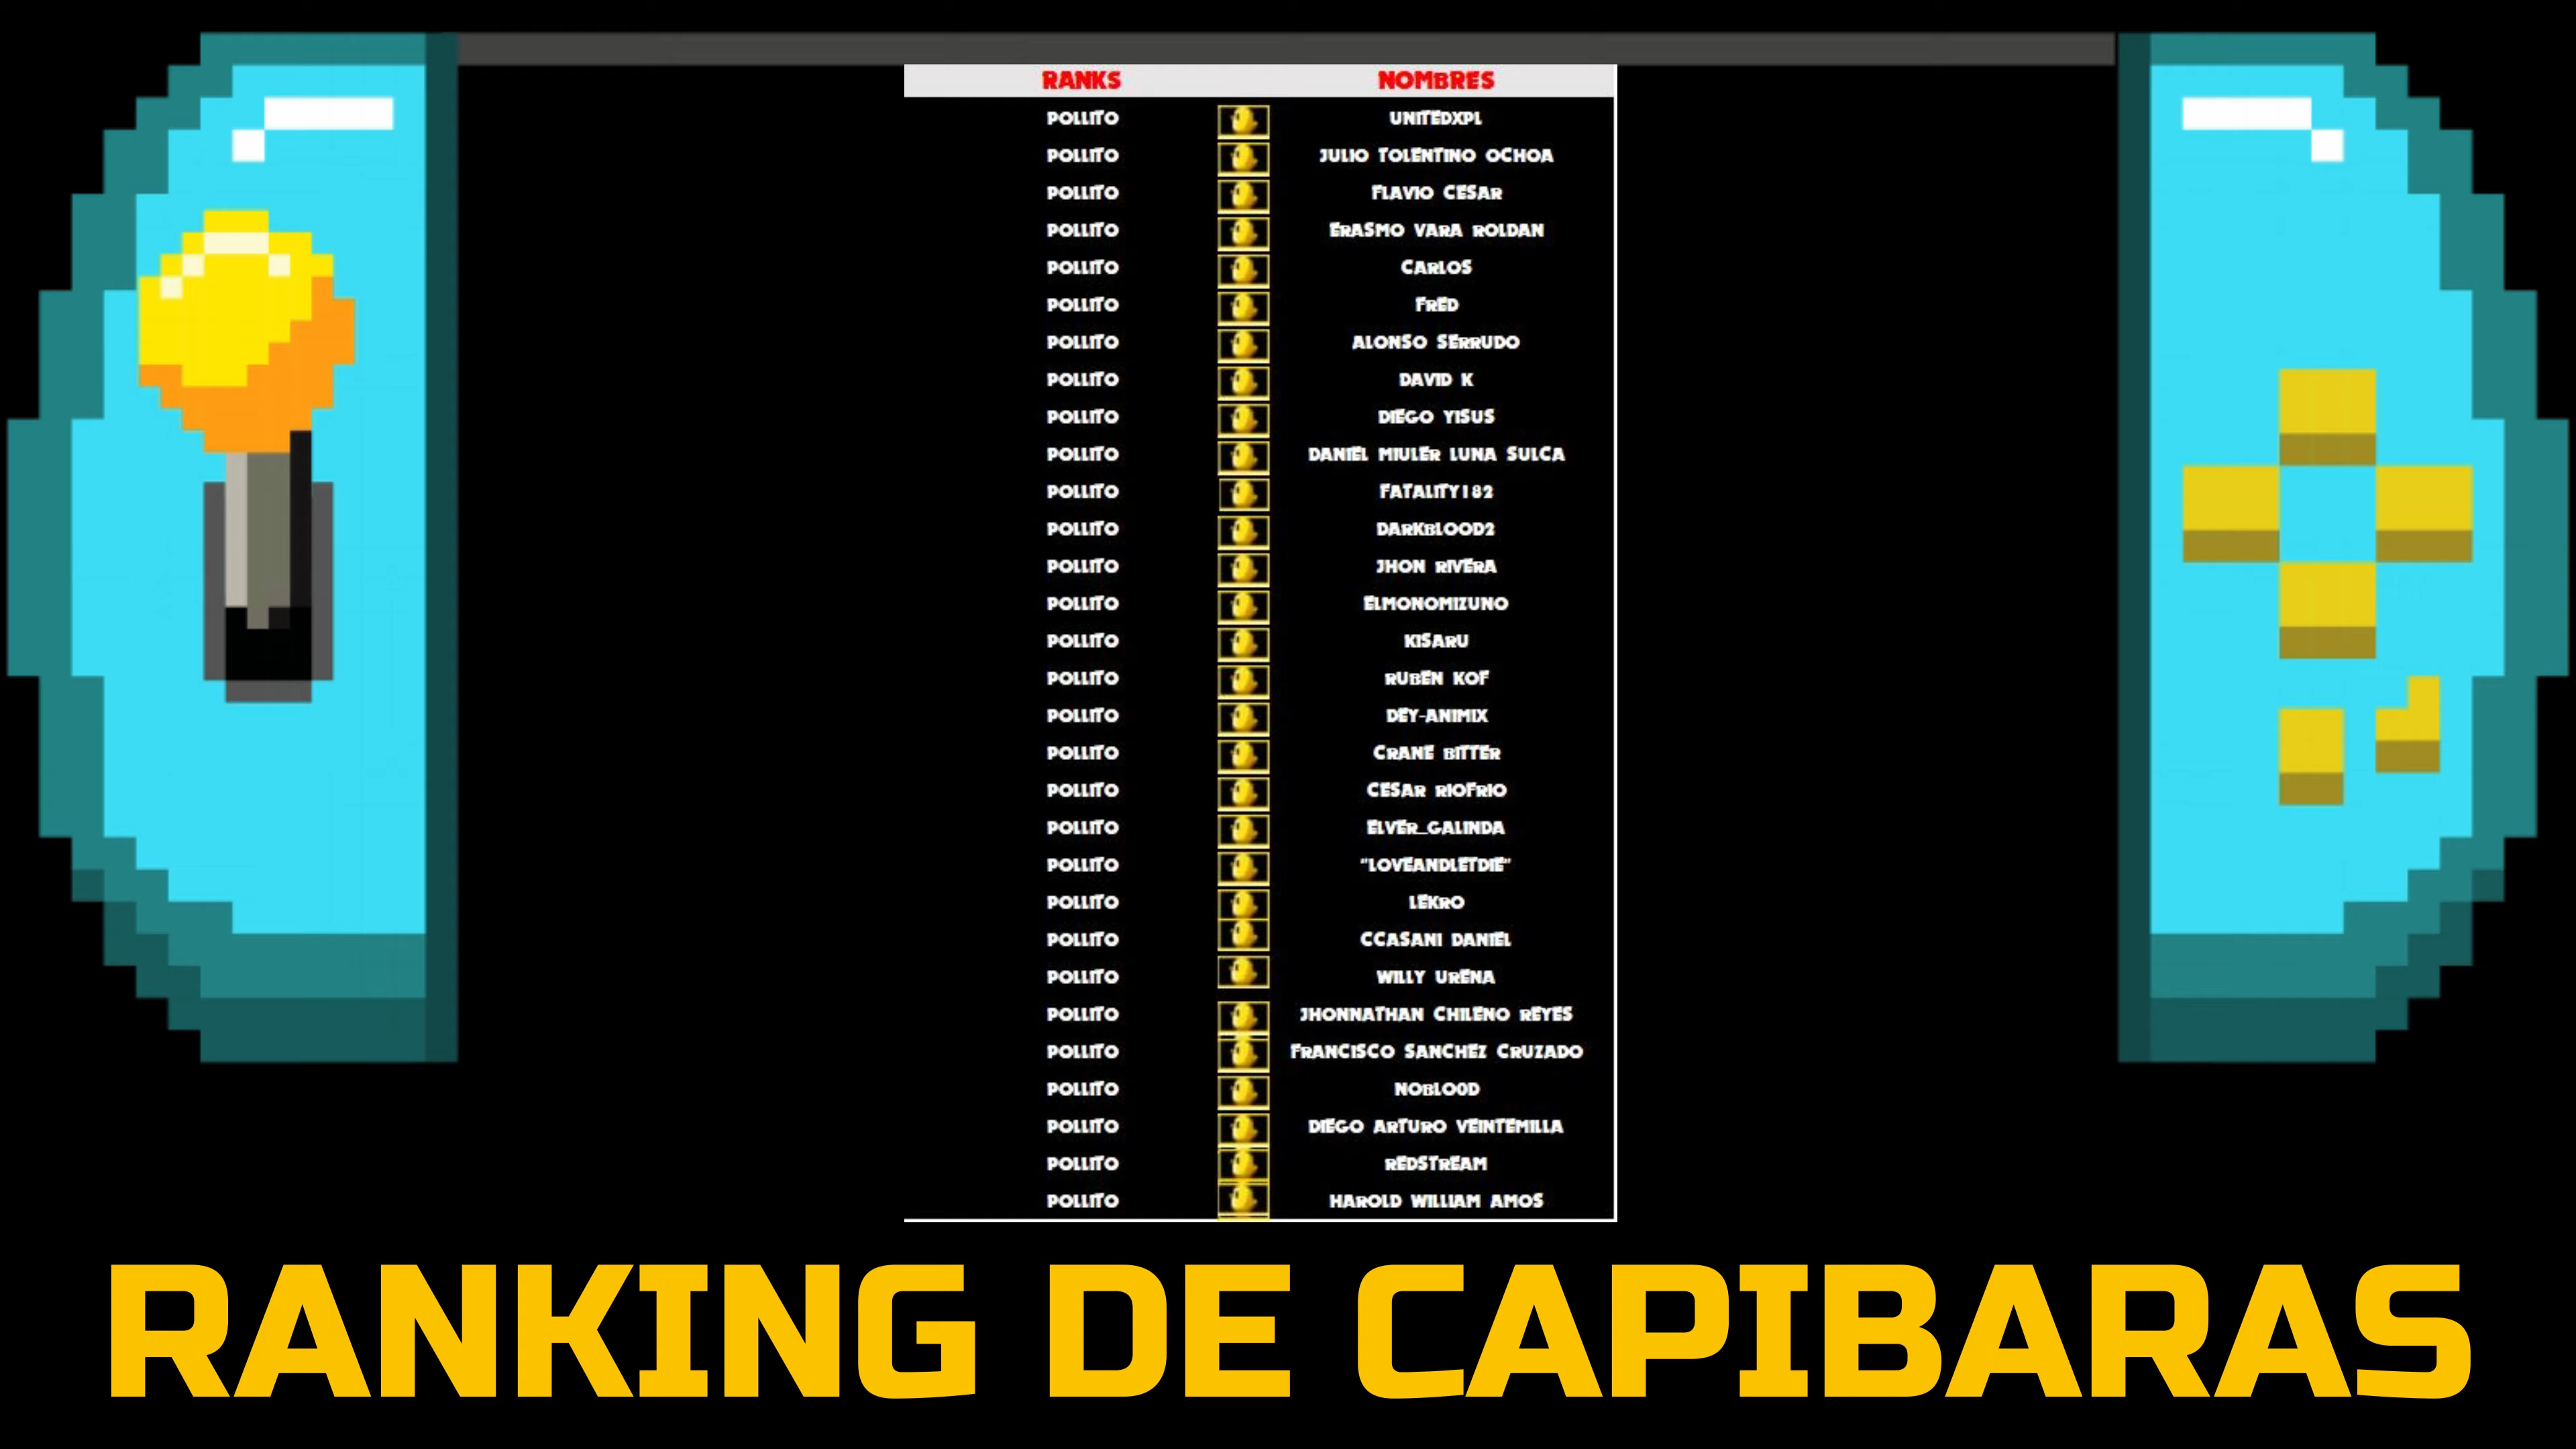 RANKS NOMBRES
POLLITO UNITEDXPL
POLLITO JULIO TOLENTINO OCHOA
POLLITO FLAVIO CESAR
POLLITO ERASMO VARA ROLDAN
POLLITO CARLOS
POLLITO FRED
POLLITO ALONSO SERRUDO
POLLITO DAVID K
POLLITO DIEGO YISUS
POLLITO DANIEL MIULER LUNA SULCA
POLLITO FATALITY182
POLLITO DARKBLOOD2
POLLITO JHON RIVERA
POLLITO ELMONOMIZUNO
POLLITO KISARU
POLLITO RUBEN KOF
POLLITO DEY-ANIMIX
POLLITO CRANE BITTER
POLLITO CESAR RIOFRIO
POLLITO ELVER_GALINDA
POLLITO "LOVEANDLETDIE"
POLLITO LEKRO
POLLITO CCASANI DANIEL
POLLITO WILLY URENA
POLLITO JHONNATHAN CHILENO REYES
POLLITO FRANCISCO SANCHEZ CRUZADO
POLLITO NOBLOOD
POLLITO DIEGO ARTURO VEINTEMILLA
POLLITO REDSTREAM
POLLITO HAROLD WILLIAM AMOS
RANKING DE CAPIBARAS